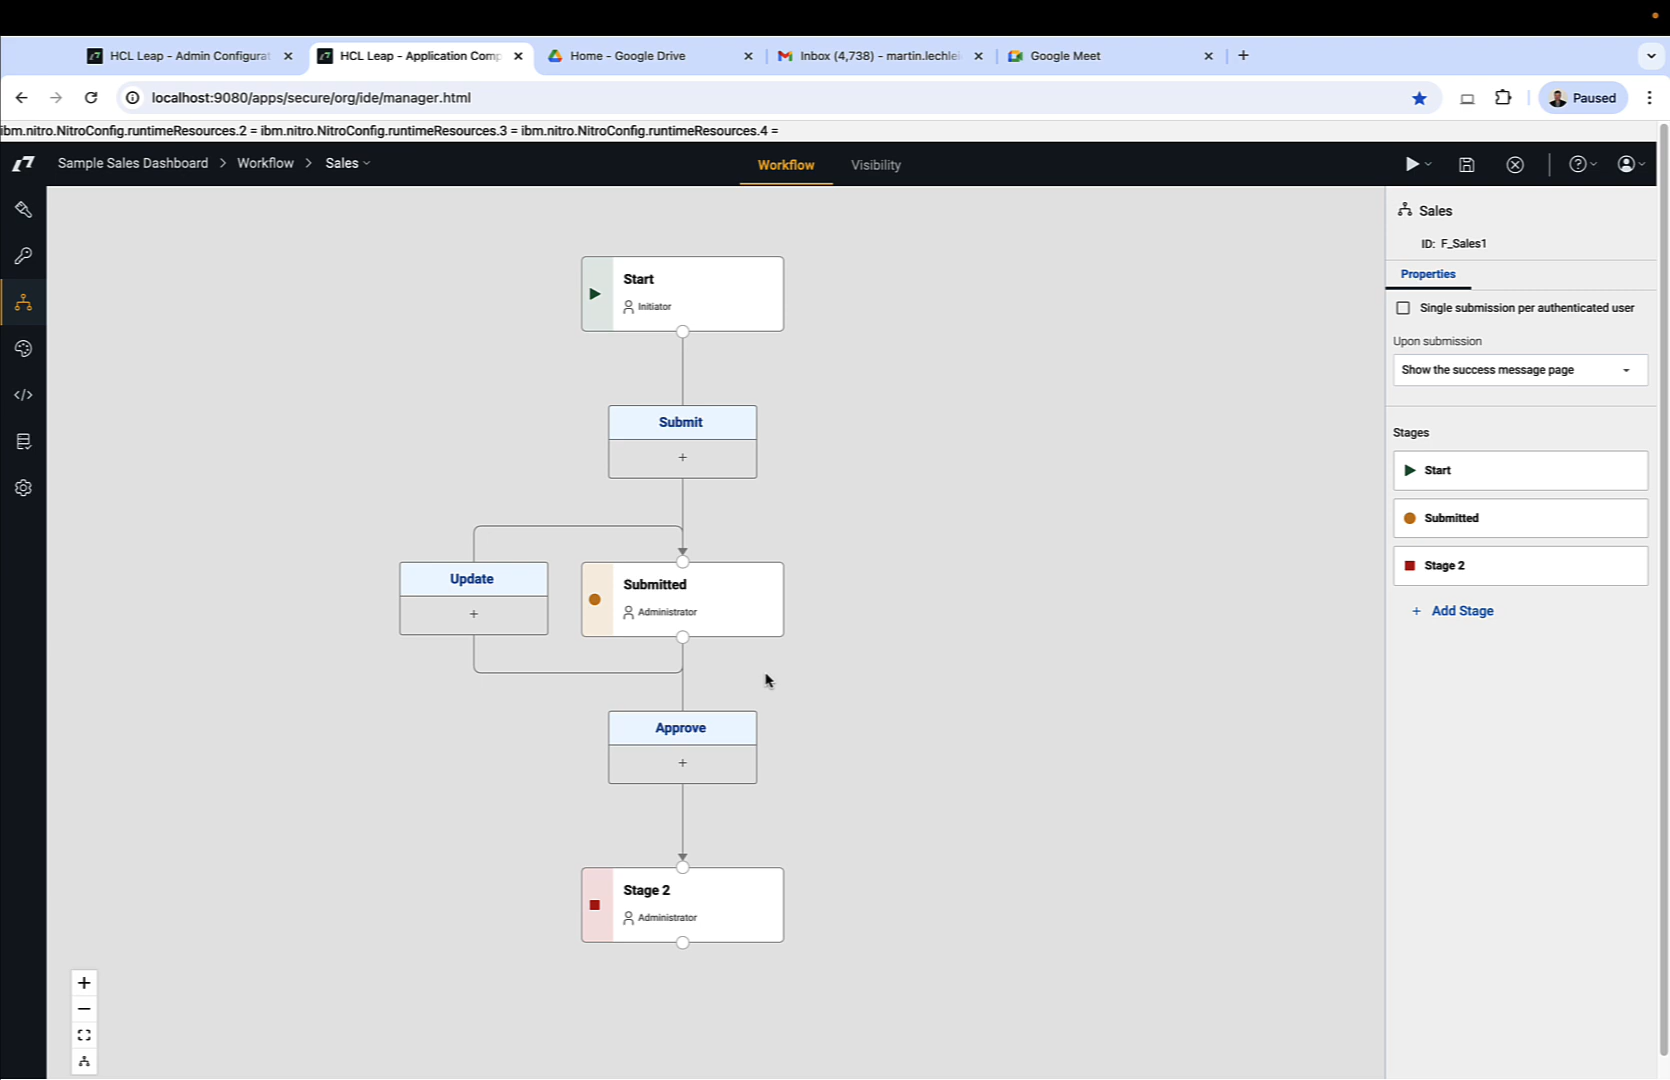 HCL Leap - Admin Configurat
HCL Leap - Application Comp
Home - Google Drive
Inbox (4,738) - martin.lechlei
Google Meet
localhost:9080/apps/secure/org/ide/manager.html
Paused
ibm.nitro.NitroConfig.runtimeResources.2 = ibm.nitro.NitroConfig.runtimeResources.3 = ibm.nitro.NitroConfig.runtimeResources.4 =
Sample Sales Dashboard > Workflow > Sales
Workflow
Visibility
Start
Initiator
Submit
+
Update
+
Submitted
Administrator
Approve
+
Stage 2
Administrator
Sales
ID: F_Sales1
Properties
Single submission per authenticated user
Upon submission
Show the success message page
Stages
Start
Submitted
Stage 2
+ Add Stage